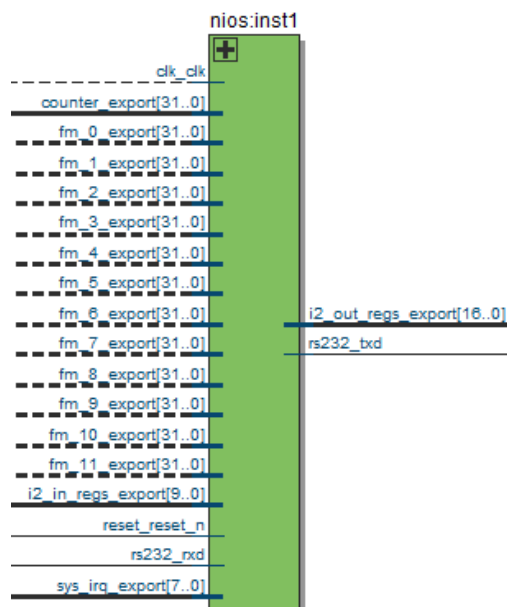 nios:inst1
clk_clk
counter_export[31..0]
fm_0_export[31..0]
fm_1_export[31..0]
fm_2_export[31..0]
fm_3_export[31..0]
fm_4_export[31..0]
fm_5_export[31..0]
fm_6_export[31..0]
i2_out_regs_export[16..0]
fm_7_export[31..0]
rs232_txd
fm_8_export[31..0]
fm_9_export[31..0]
fm_10_export[31..0]
fm_11_export[31..0]
i2_in_regs_export[9..0]
reset_reset_n
rs232_rxd
sys_irq_export[7..0]